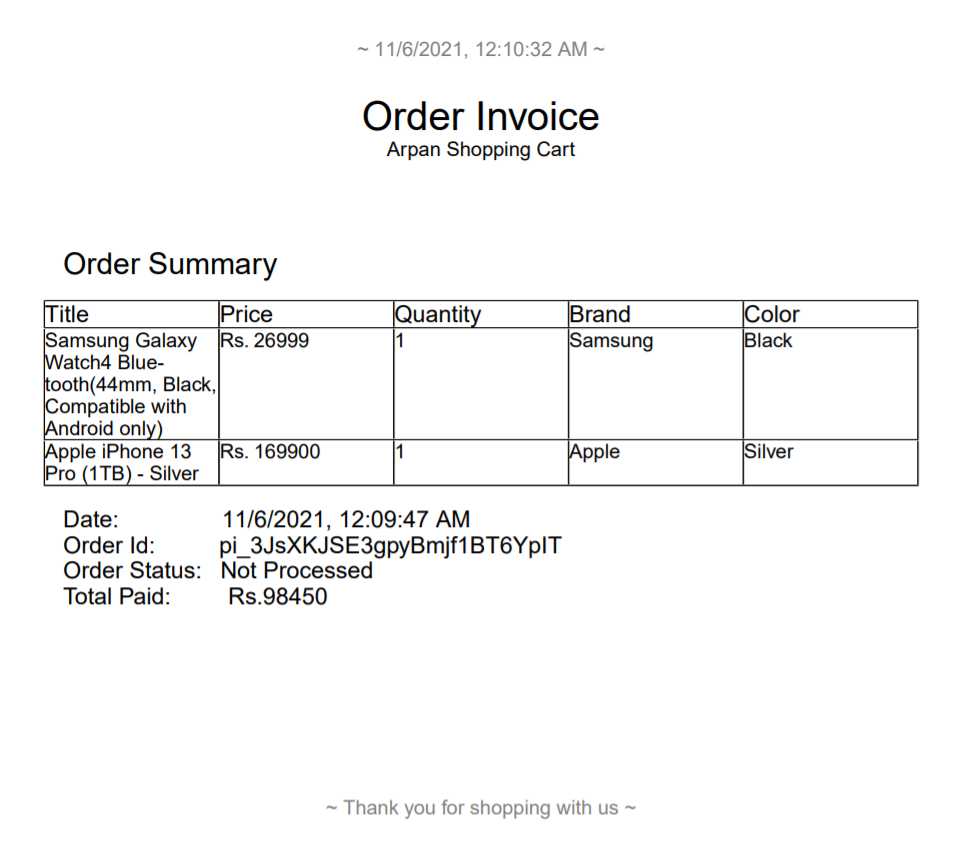 ~ 11/6/2021, 12:10:32 AM ~
Order Invoice
Arpan Shopping Cart
Order Summary
Title Price Quantity Brand Color
Samsung Galaxy Rs. 26999 1 Samsung Black
Watch4 Blue-
tooth(44mm, Black,
Compatible with
Android only)
Apple iPhone 13 Rs. 169900 1 Apple Silver
Pro (1TB) - Silver
Date: 11/6/2021, 12:09:47 AM
Order Id: pi_3JsXKJSE3gpyBmjf1BT6YpIT
Order Status: Not Processed
Total Paid: Rs.98450
~ Thank you for shopping with us ~